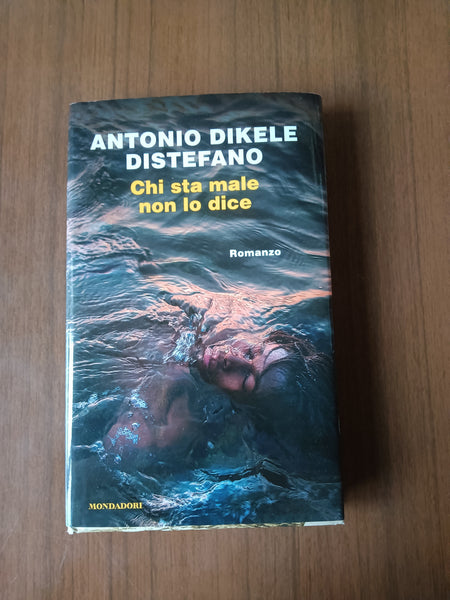 ANTONIO DIKELE
DISTEFANO
Chi sta male
non lo dice
Romanzo
MONDADORI